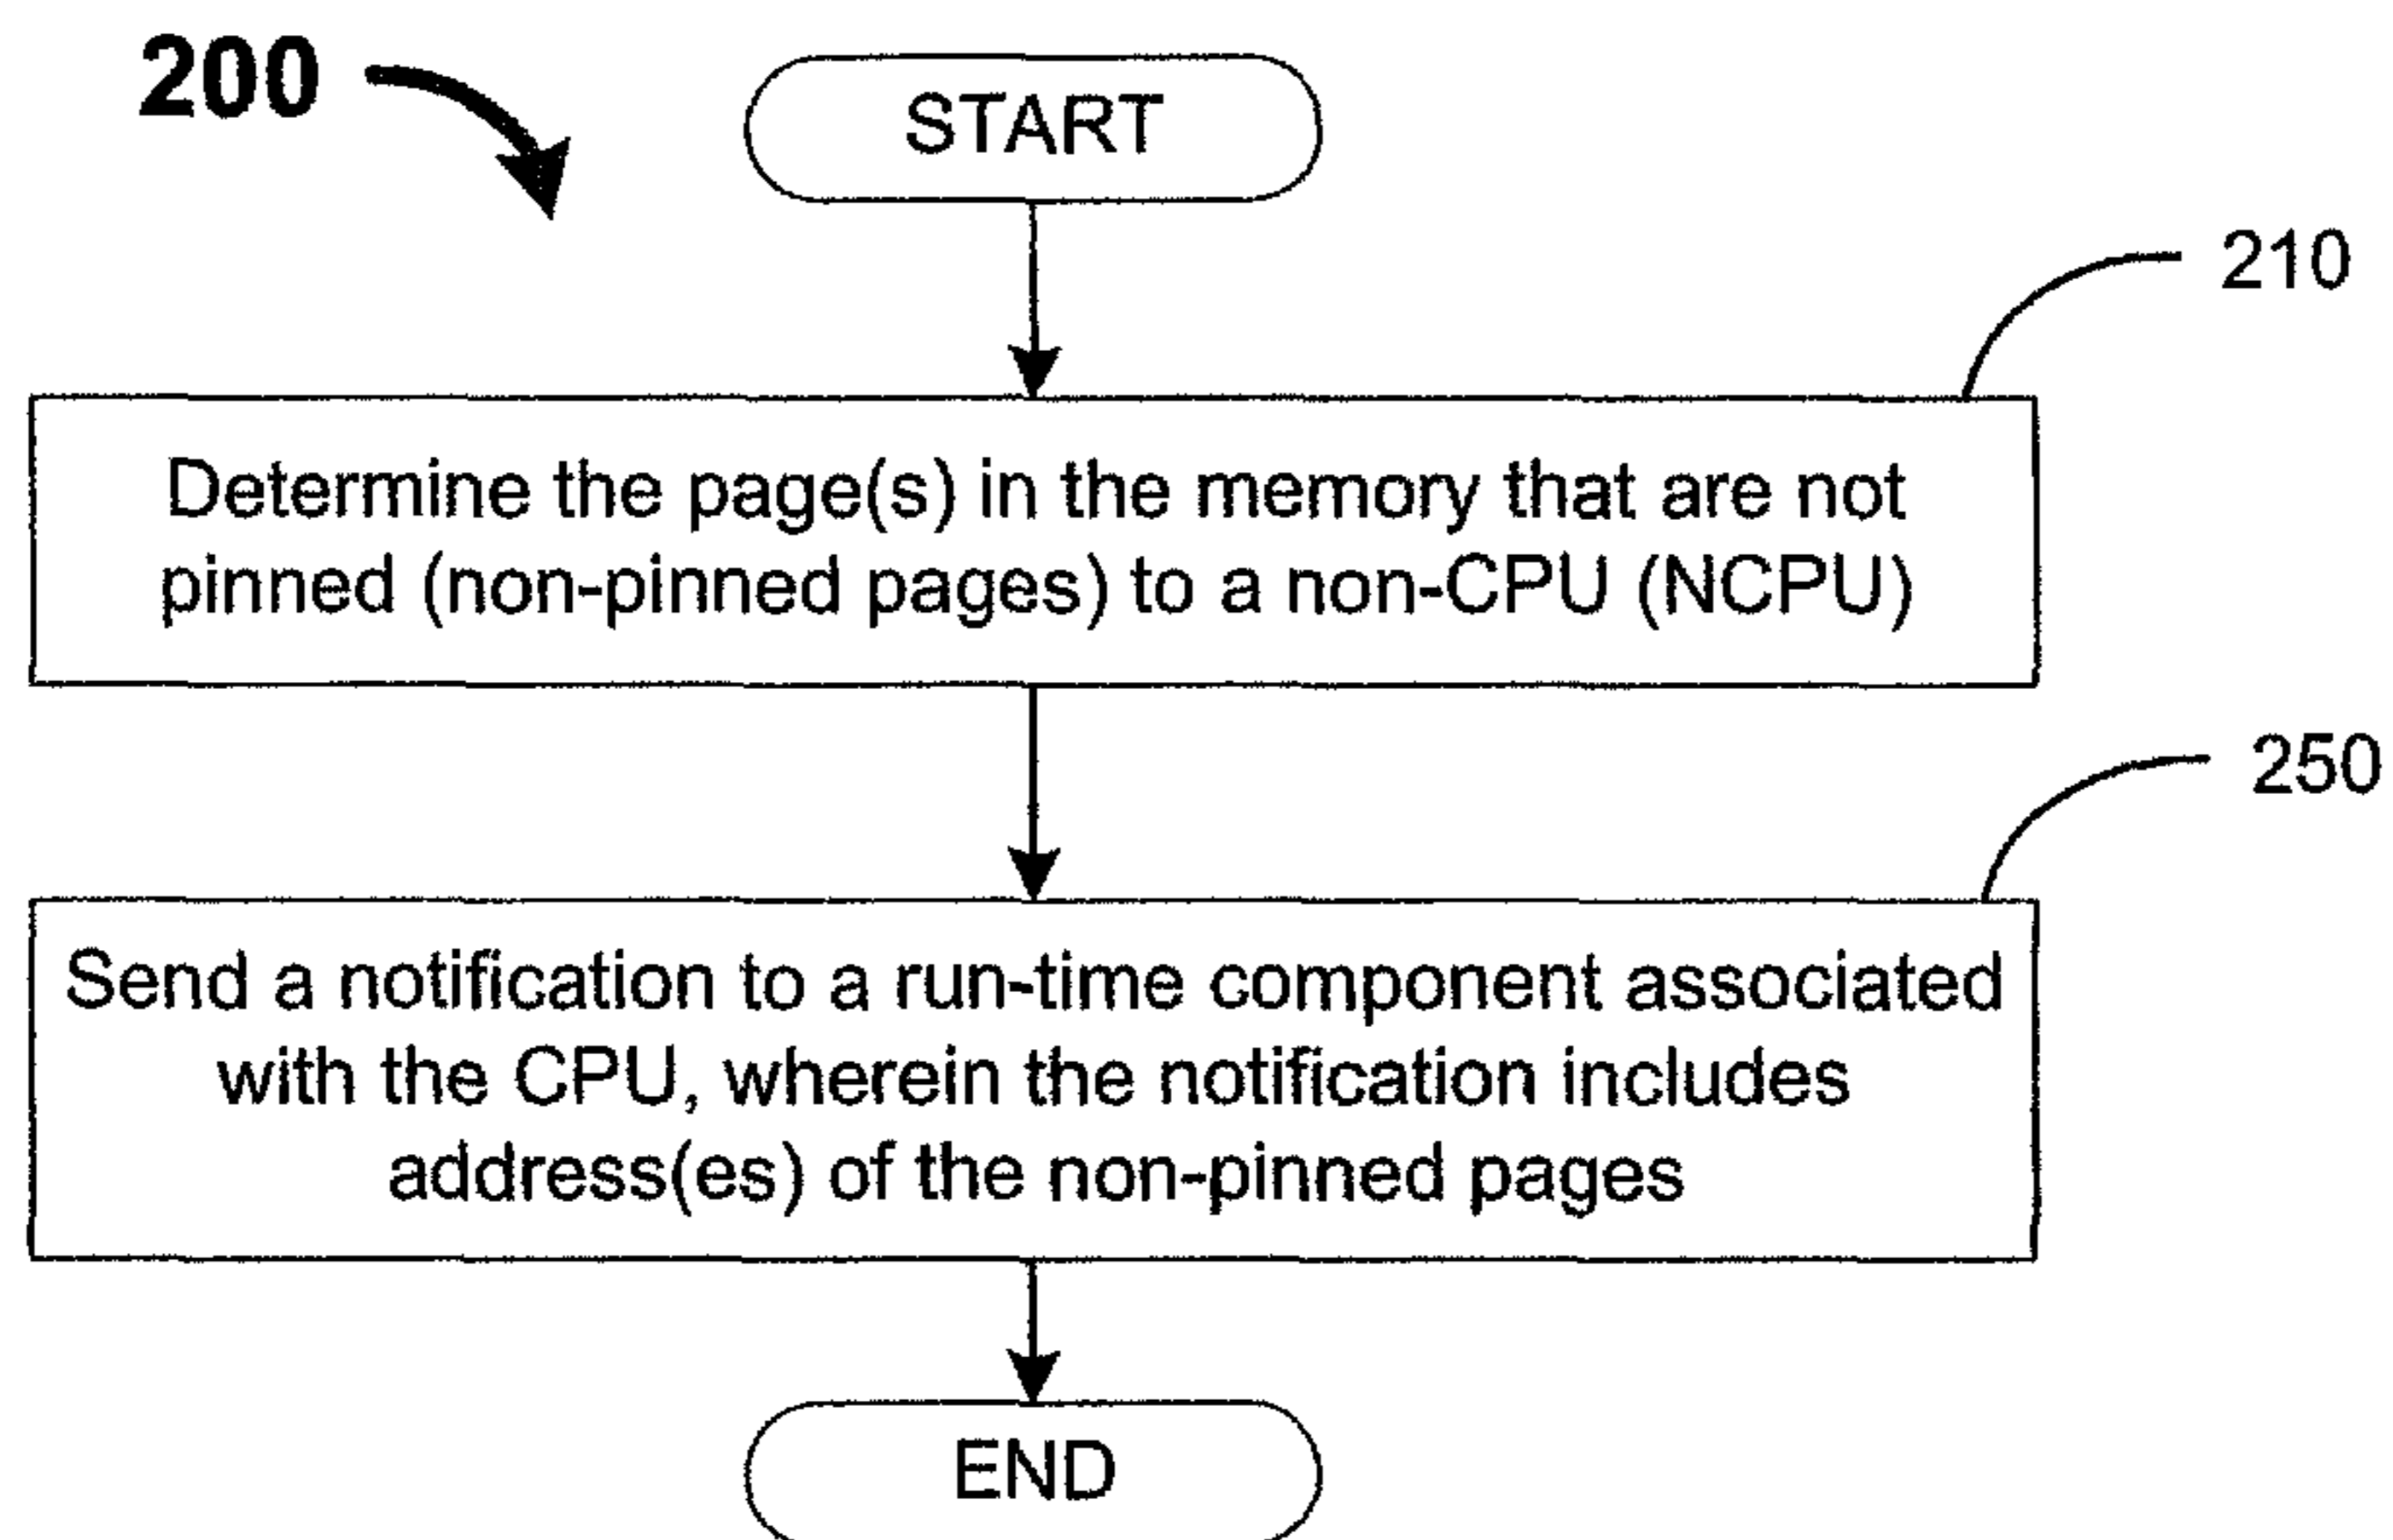 200
START
210
Determine the page(s) in the memory that are not
pinned (non-pinned pages) to a non-CPU (NCPU)
250
Send a notification to a run-time component associated
with the CPU, wherein the notification includes
address(es) of the non-pinned pages
END